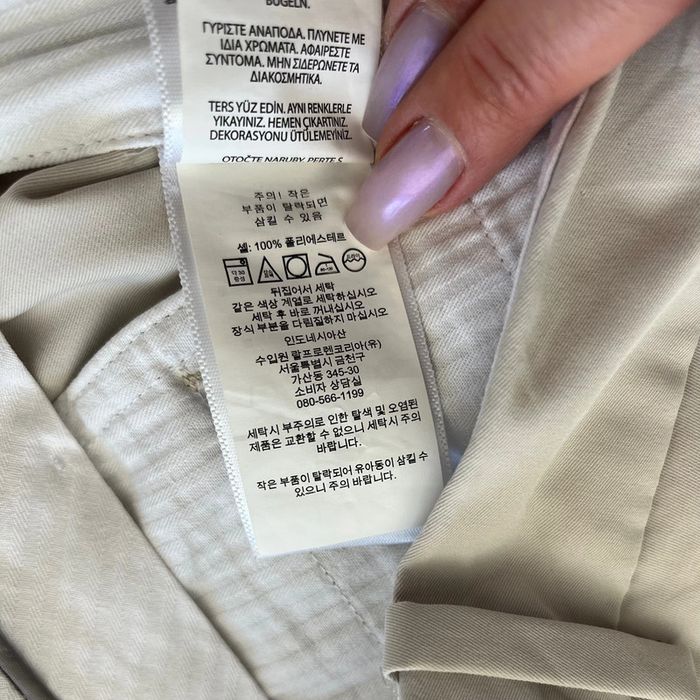 BÜGELN.
ΓΥΡΙΣΤΕ ΑΝΑΠΟΔΑ. ΠΛΥΝΕΤΕ ΜΕ
ΙΔΙΑ ΧΡΩΜΑΤΑ. ΑΦΑΙΡΕΣΤΕ
ΣΥΝΤΟΜΑ. ΜΗΝ ΣΙΔΕΡΩΝΕΤΕ ΤΑ
ΔΙΑΚΟΣΜΗΤΙΚΑ.
TERS YÜZ EDİN. AYNI RENKLERLE
YIKAYINIZ. HEMEN ÇIKARTINIZ.
DEKORASYONU ÜTÜLEMEYİNİZ.
OTOČTE NARUBY. PERTE S
주의! 작은
부품이 탈락되면
삼킬 수 있음
셀: 100% 폴리에스테르
뒤집어서 세탁
같은 색상 계열로 세탁하십시오
세탁 후 바로 꺼내십시오
장식 부분을 다림질하지 마십시오
인도네시아산
수입원 랄프로렌코리아(유)
서울특별시 금천구
가산동 345-30
소비자 상담실
080-566-1199
세탁시 부주의로 인한 탈색 및 오염된
제품은 교환할 수 없으니 세탁시 주의
바랍니다.
작은 부품이 탈락되어 유아동이 삼킬 수
있으니 주의 바랍니다.